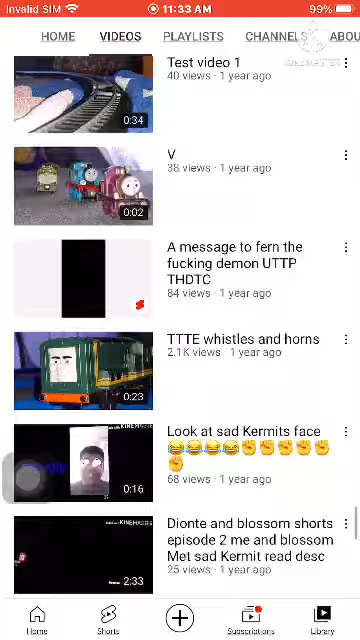 Invalid SIM 11:33 AM 99%
HOME VIDEOS PLAYLISTS CHANNELS ABOU
KINEMASTER
Test video 1
40 views · 1 year ago
0:34
V
38 views · 1 year ago
0:02
A message to fern the
fucking demon UTTP
THDTC
84 views · 1 year ago
TTTE whistles and horns
2.1K views · 1 year ago
0:23
KINEMASTER
Look at sad Kermits face
😂😂😂😂✊✊✊✊✊
✊
68 views · 1 year ago
0:16
Dionte and blossom shorts
episode 2 me and blossom
Met sad Kermit read desc
25 views · 1 year ago
2:33
Home Shorts Subscriptions Library